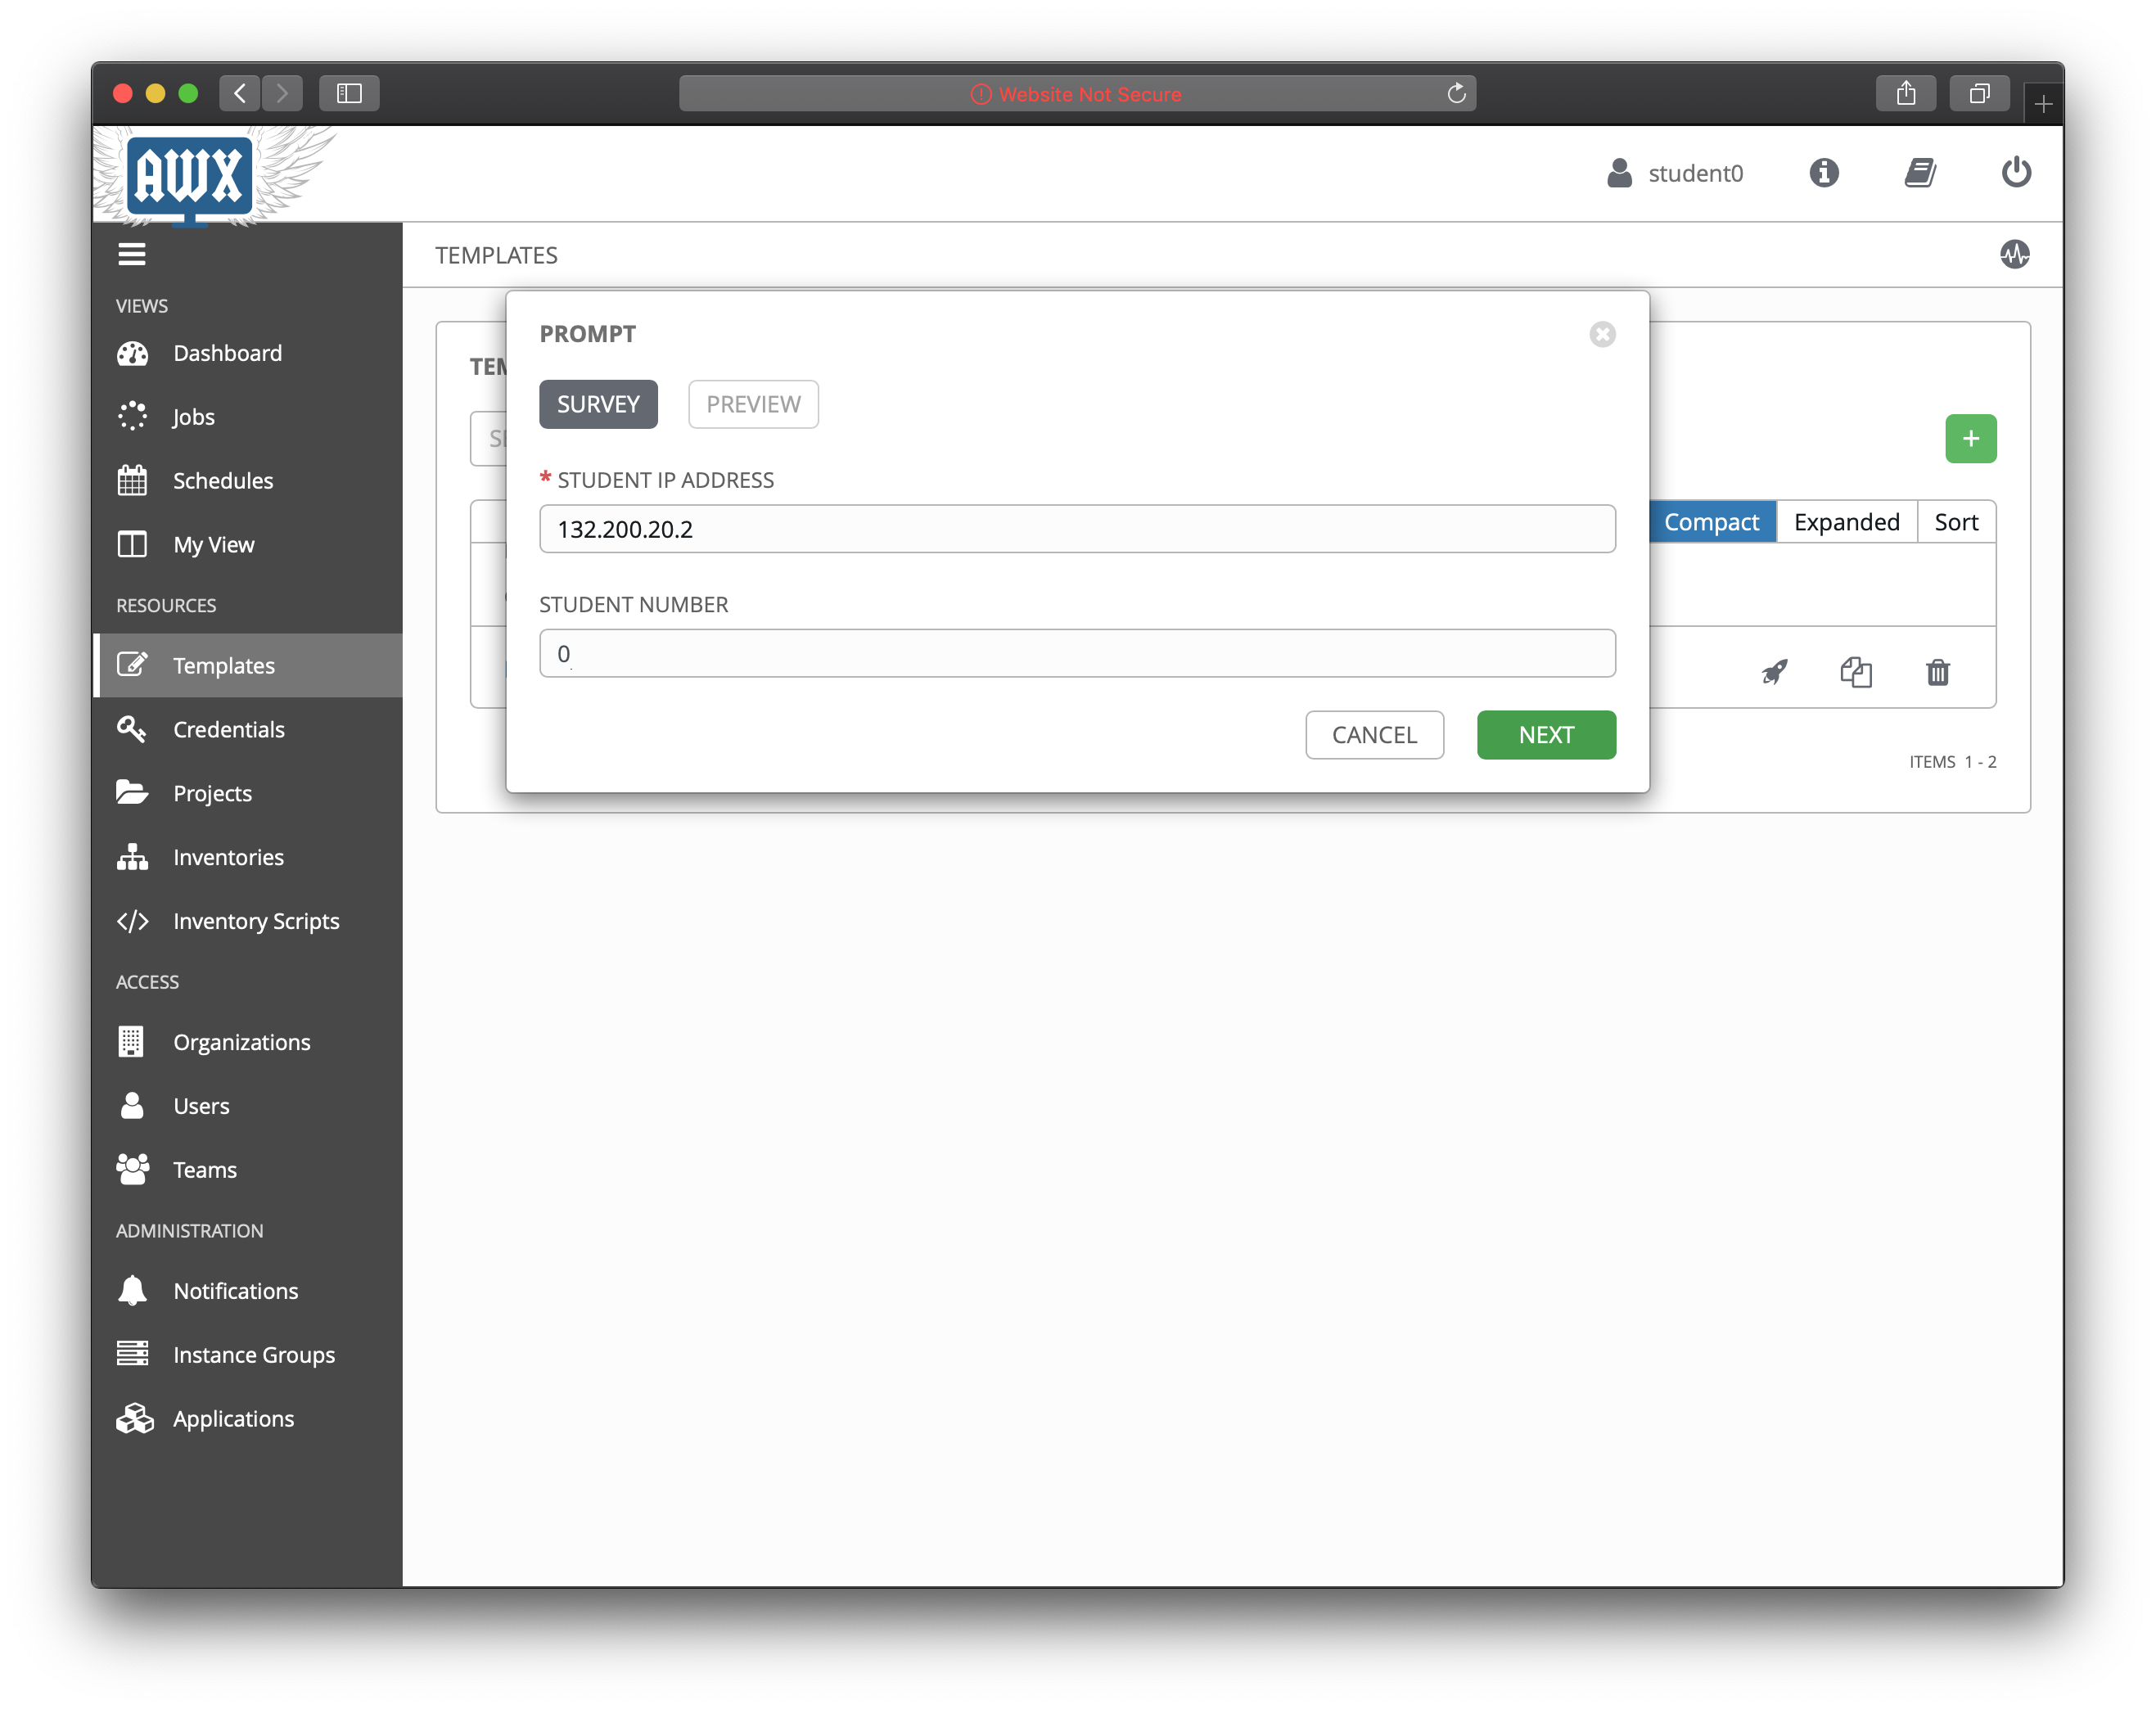 Website Not Secure
AWX
student0
TEMPLATES
VIEWS
Dashboard
Jobs
Schedules
My View
RESOURCES
Templates
Credentials
Projects
Inventories
Inventory Scripts
ACCESS
Organizations
Users
Teams
ADMINISTRATION
Notifications
Instance Groups
Applications
PROMPT
SURVEY PREVIEW
* STUDENT IP ADDRESS
132.200.20.2
STUDENT NUMBER
0
CANCEL NEXT
Compact Expanded Sort
ITEMS 1 - 2